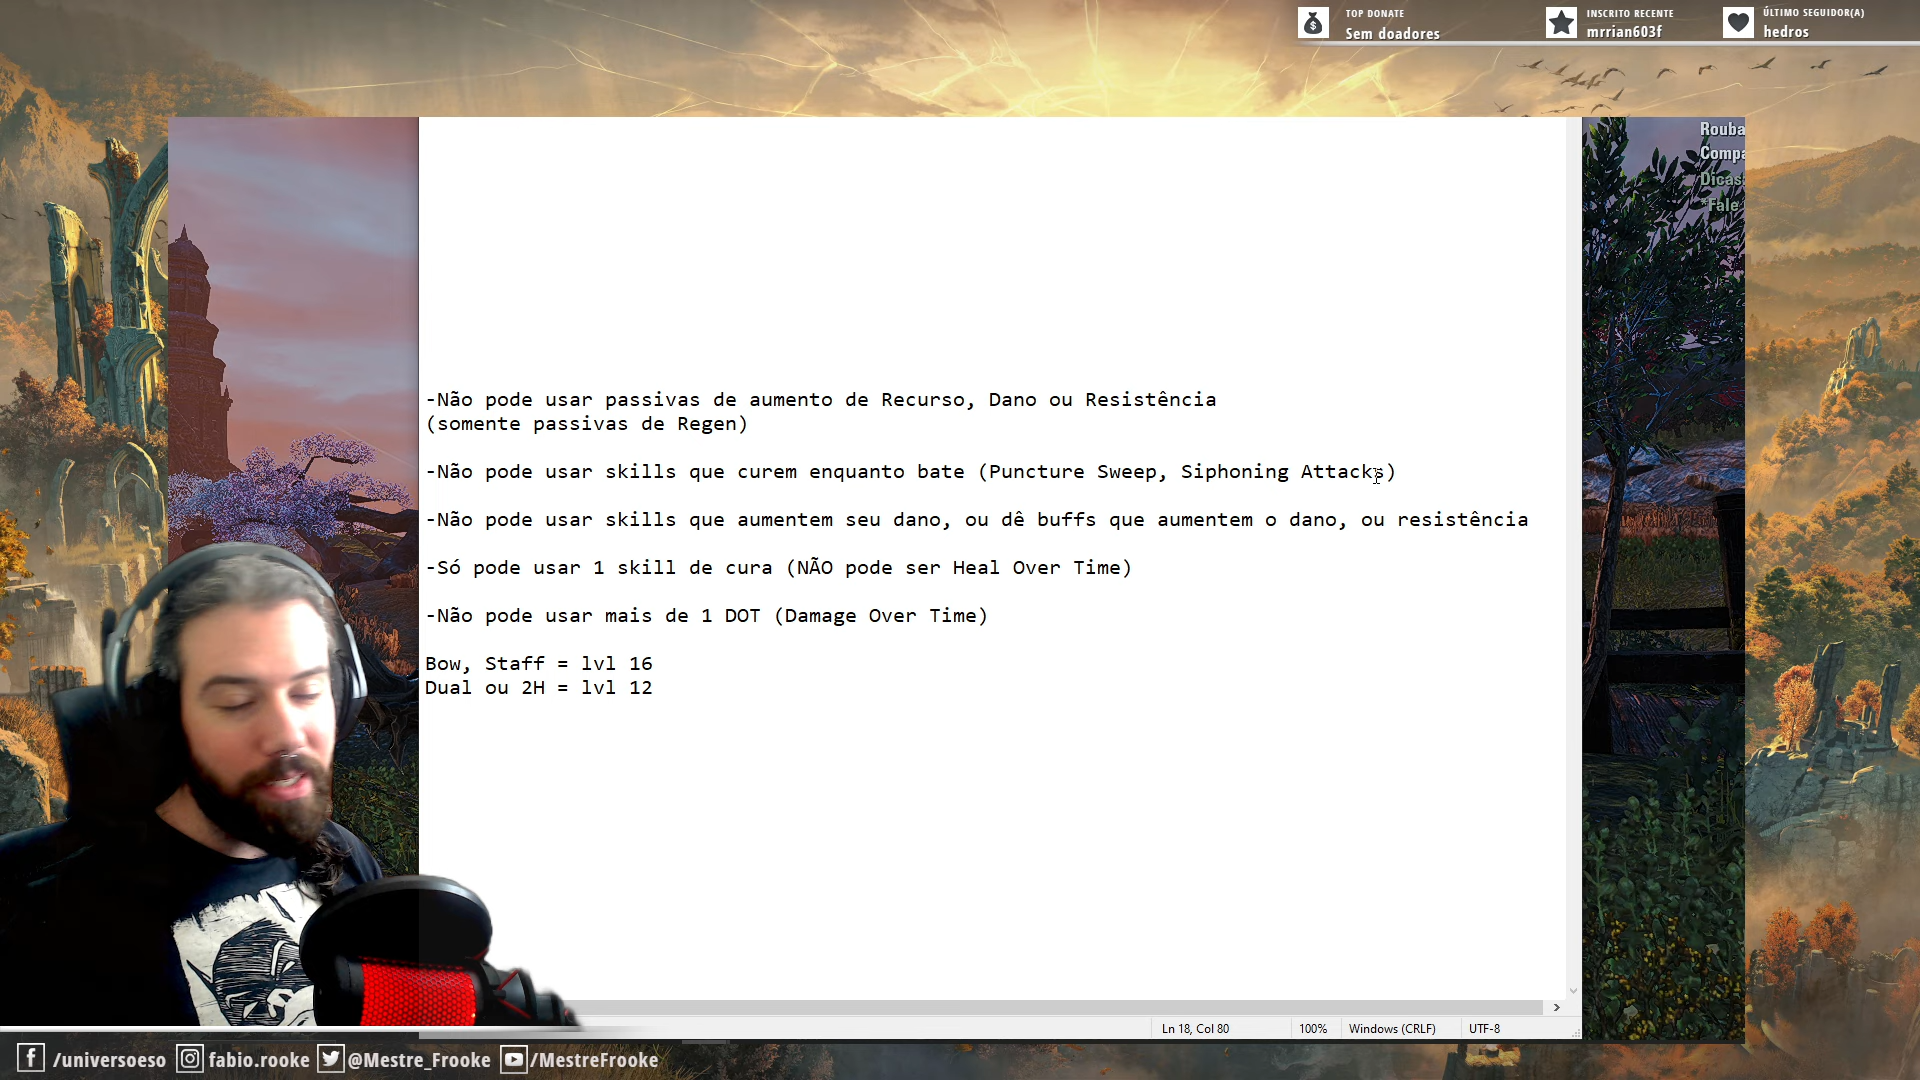 TOP DONATE
Sem doadores
INSCRITO RECENTE
mrrian603f
ÚLTIMO SEGUIDOR(A)
hedros
Rouba
Compa
Dicas
*Fale
-Não pode usar passivas de aumento de Recurso, Dano ou Resistência
(somente passivas de Regen)
-Não pode usar skills que curem enquanto bate (Puncture Sweep, Siphoning Attacks)
-Não pode usar skills que aumentem seu dano, ou dê buffs que aumentem o dano, ou resistência
-Só pode usar 1 skill de cura (NÃO pode ser Heal Over Time)
-Não pode usar mais de 1 DOT (Damage Over Time)
Bow, Staff = lvl 16
Dual ou 2H = lvl 12
Ln 18, Col 80
100%
Windows (CRLF)
UTF-8
/universoeso
fabio.rooke
@Mestre_Frooke
/MestreFrooke